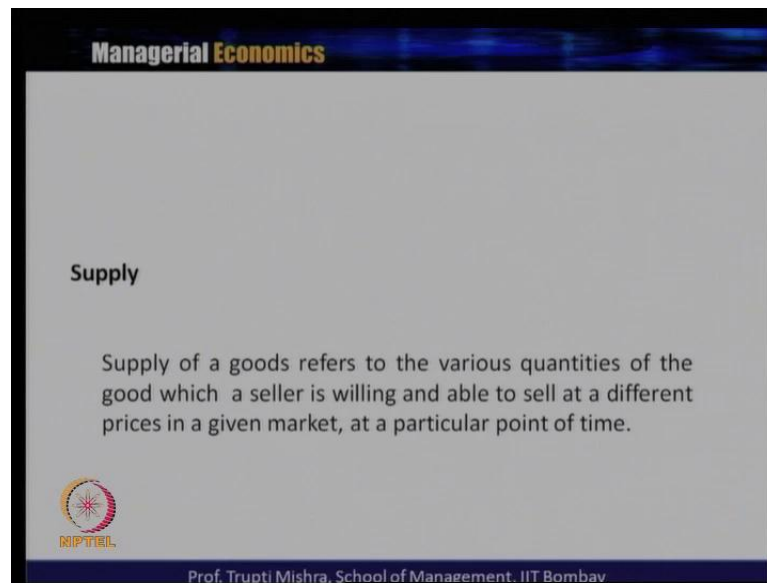 Managerial Economics
Supply
Supply of a goods refers to the various quantities of the
good which a seller is willing and able to sell at a different
prices in a given market, at a particular point of time.
NPTEL
Prof. Trupti Mishra, School of Management, IIT Bombay